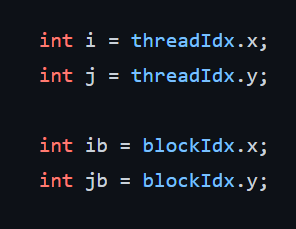 int i = threadIdx.x;
int j = threadIdx.y;
int ib = blockIdx.x;
int jb = blockIdx.y;